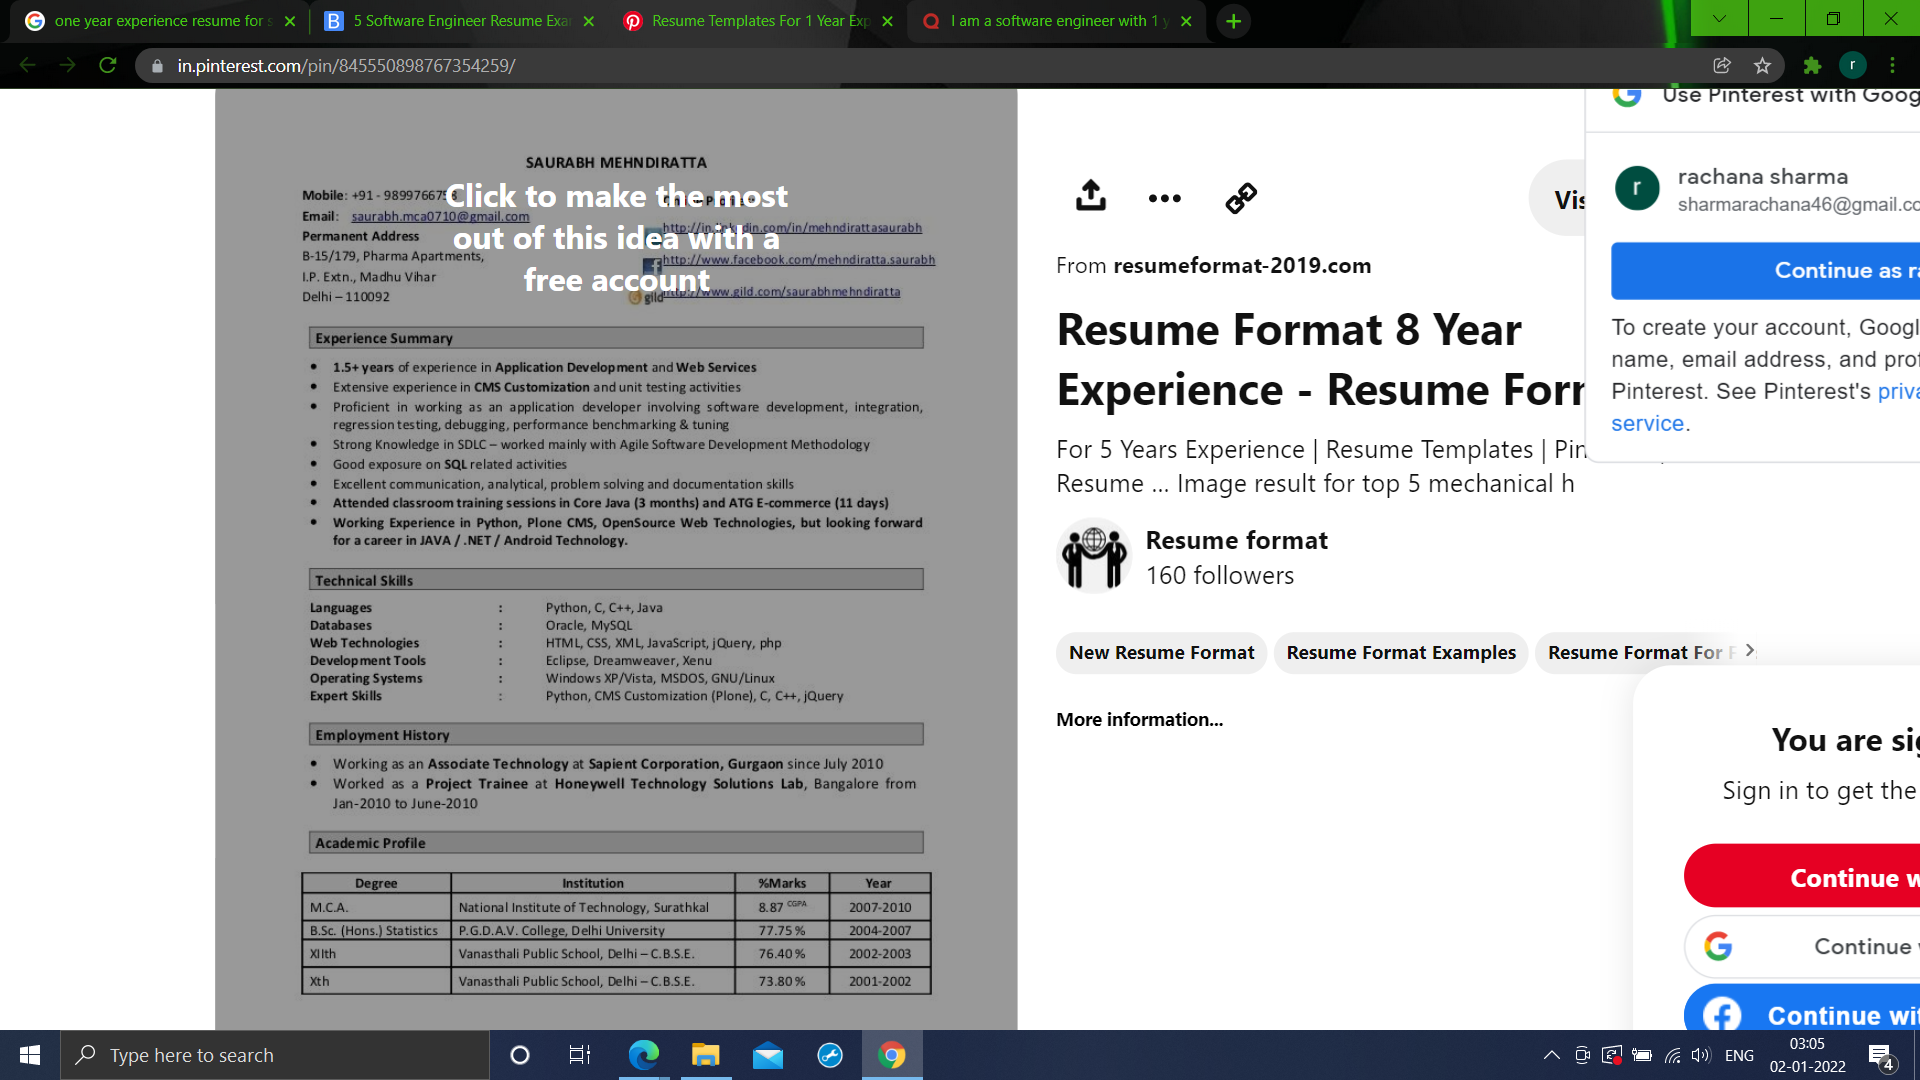 one year experience resume for s
5 Software Engineer Resume Exa
Resume Templates For 1 Year Exp
I am a software engineer with 1 y
in.pinterest.com/pin/845550898767354259/
SAURABH MEHNDIRATTA
Mobile: +91 - 9899766758
Email: saurabh.mca0710@gmail.com
Permanent Address
B-15/179, Pharma Apartments,
I.P. Extn., Madhu Vihar
Delhi – 110092
http://in.linkedin.com/in/mehndirattasaurabh
http://www.facebook.com/mehndiratta.saurabh
gild http://www.gild.com/saurabhmehndiratta
Click to make the most
out of this idea with a
free account
Experience Summary
• 1.5+ years of experience in Application Development and Web Services
• Extensive experience in CMS Customization and unit testing activities
• Proficient in working as an application developer involving software development, integration,
regression testing, debugging, performance benchmarking & tuning
• Strong Knowledge in SDLC – worked mainly with Agile Software Development Methodology
• Good exposure on SQL related activities
• Excellent communication, analytical, problem solving and documentation skills
• Attended classroom training sessions in Core Java (3 months) and ATG E-commerce (11 days)
• Working Experience in Python, Plone CMS, OpenSource Web Technologies, but looking forward
for a career in JAVA / .NET / Android Technology.
Technical Skills
Languages : Python, C, C++, Java
Databases : Oracle, MySQL
Web Technologies : HTML, CSS, XML, JavaScript, jQuery, php
Development Tools : Eclipse, Dreamweaver, Xenu
Operating Systems : Windows XP/Vista, MSDOS, GNU/Linux
Expert Skills : Python, CMS Customization (Plone), C, C++, jQuery
Employment History
• Working as an Associate Technology at Sapient Corporation, Gurgaon since July 2010
• Worked as a Project Trainee at Honeywell Technology Solutions Lab, Bangalore from
Jan-2010 to June-2010
Academic Profile
Degree Institution %Marks Year
M.C.A. National Institute of Technology, Surathkal 8.87 CGPA 2007-2010
B.Sc. (Hons.) Statistics P.G.D.A.V. College, Delhi University 77.75 % 2004-2007
XIIth Vanasthali Public School, Delhi – C.B.S.E. 76.40 % 2002-2003
Xth Vanasthali Public School, Delhi – C.B.S.E. 73.80 % 2001-2002
Vis
From resumeformat-2019.com
Resume Format 8 Year
Experience - Resume Form
For 5 Years Experience | Resume Templates | Pin
Resume ... Image result for top 5 mechanical h
Resume format
160 followers
New Resume Format
Resume Format Examples
Resume Format For F
More information...
Use Pinterest with Goog
r
rachana sharma
sharmarachana46@gmail.co
Continue as ra
To create your account, Googl
name, email address, and prof
Pinterest. See Pinterest's priva
service.
You are sig
Sign in to get the
Continue w
Continue w
Continue wit
Type here to search
ENG
03:05
02-01-2022
4